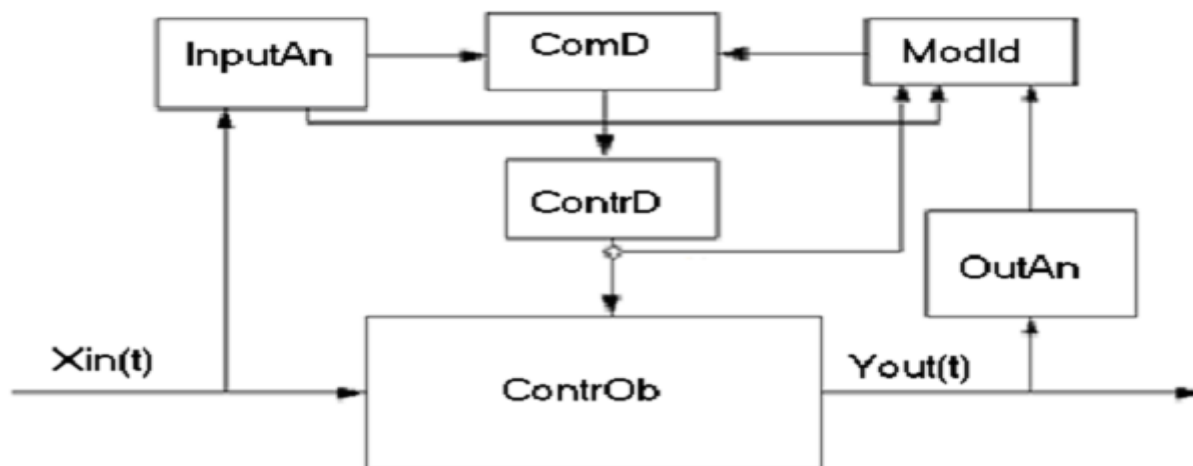 InputAn
ComD
ModId
ContrD
OutAn
Xin(t)
ContrOb
Yout(t)